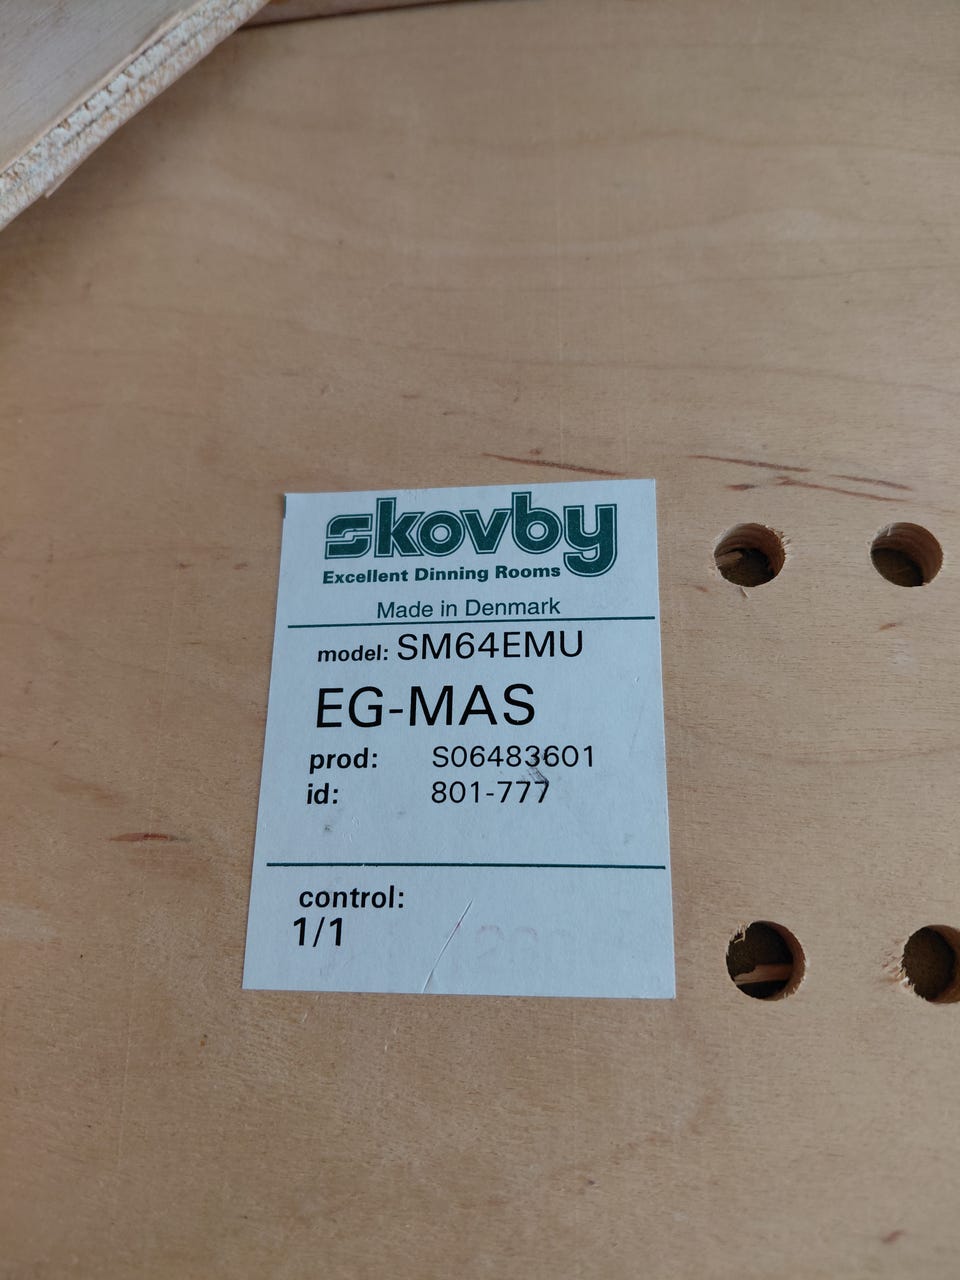 skovby
Excellent Dinning Rooms
Made in Denmark
model: SM64EMU
EG-MAS
prod: S06483601
id: 801-777
control:
1/1